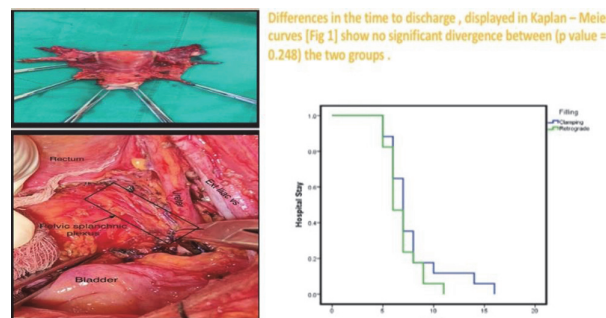 Differences in the time to discharge , displayed in Kaplan – Meie
curves [Fig 1] show no significant divergence between (p value =
0.248) the two groups .
Rectum
Pelvio splanchnic
plexus
Bladder
Filling
Clamping
Retrograde
Hospital Stay
1.0
0.8
0.6
0.4
0.2
0.0
0
5
10
15
20